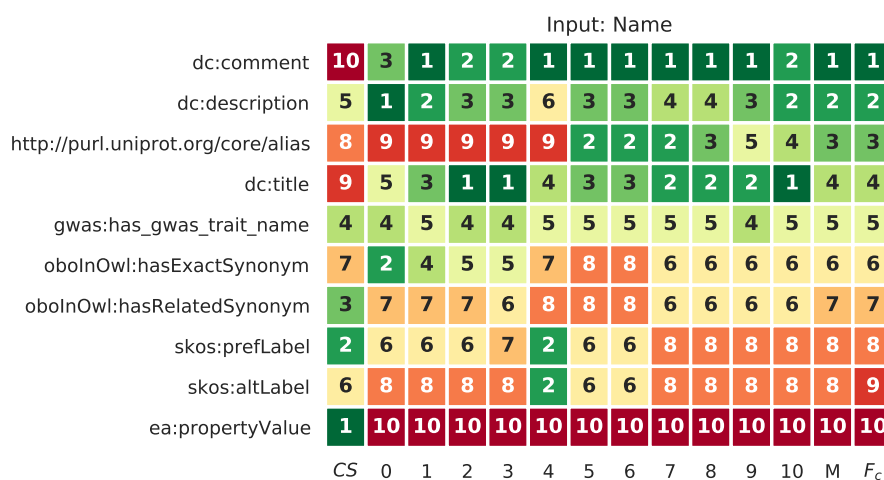 Input: Name
dc:comment 10 3 1 2 2 1 1 1 1 1 1 2 1 1
dc:description 5 1 2 3 3 6 3 3 4 4 3 2 2 2
http://purl.uniprot.org/core/alias 8 9 9 9 9 9 2 2 2 3 5 4 3 3
dc:title 9 5 3 1 1 4 3 3 2 2 2 1 4 4
gwas:has_gwas_trait_name 4 4 5 4 4 5 5 5 5 5 4 5 5 5
oboInOwl:hasExactSynonym 7 2 4 5 5 7 8 8 6 6 6 6 6 6
oboInOwl:hasRelatedSynonym 3 7 7 7 6 8 8 8 6 6 6 6 7 7
skos:prefLabel 2 6 6 6 7 2 6 6 8 8 8 8 8 8
skos:altLabel 6 8 8 8 8 2 6 6 8 8 8 8 8 9
ea:propertyValue 1 10 10 10 10 10 10 10 10 10 10 10 10 10
CS 0 1 2 3 4 5 6 7 8 9 10 M Fc